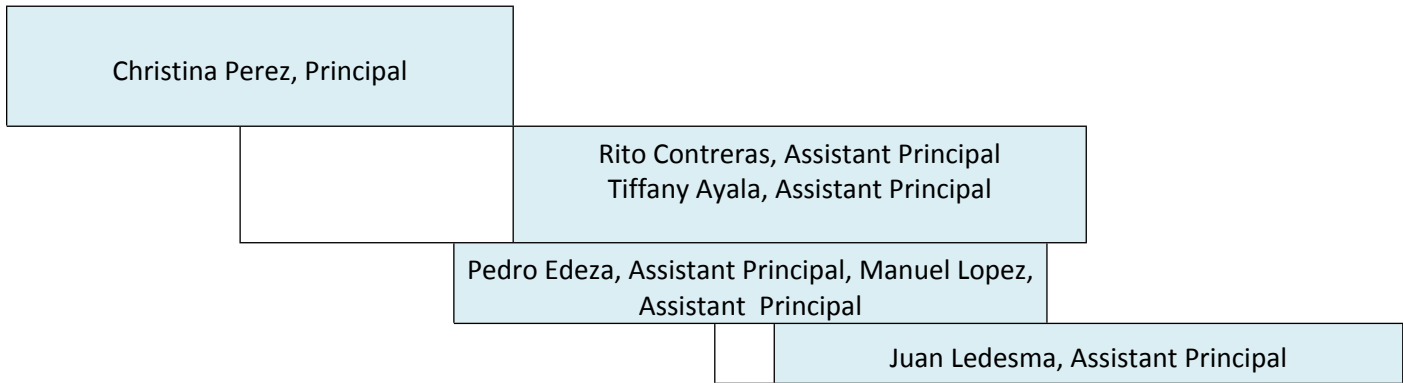 Christina Perez, Principal
Rito Contreras, Assistant Principal
Tiffany Ayala, Assistant Principal
Pedro Edeza, Assistant Principal, Manuel Lopez,
Assistant  Principal
Juan Ledesma, Assistant Principal